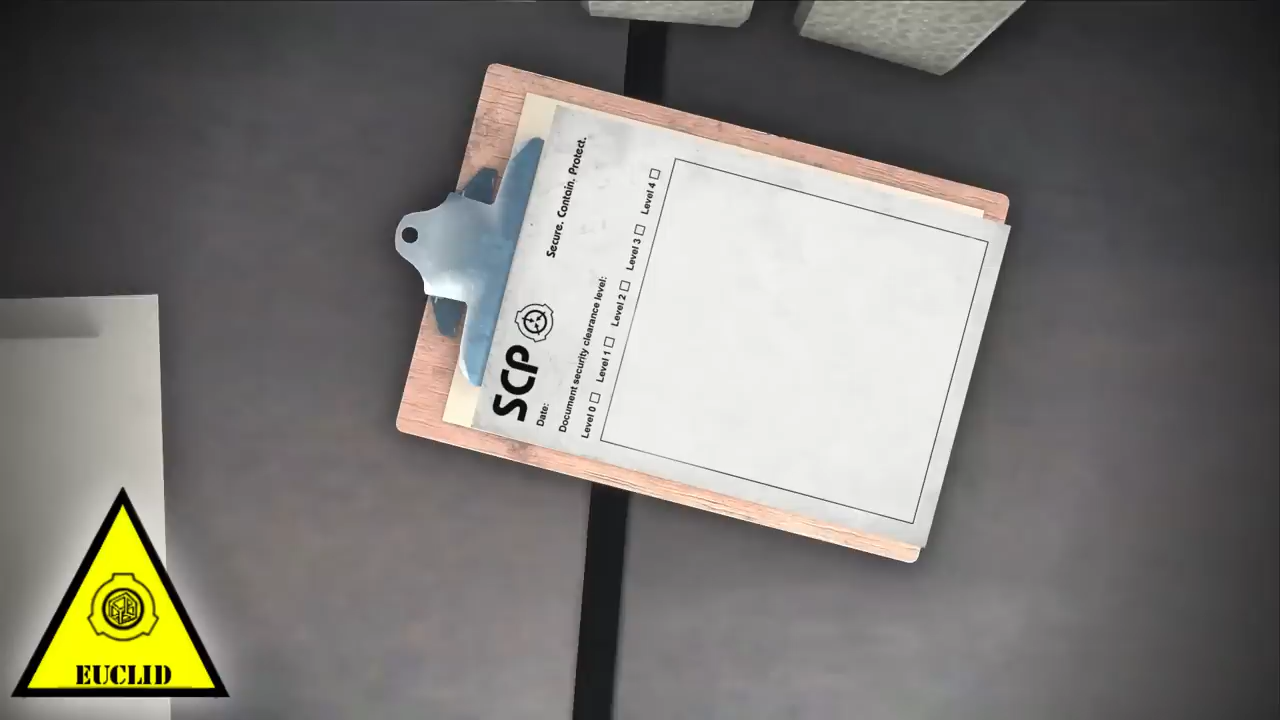 SCP
Secure. Contain. Protect.
Date:
Document security clearance level:
Level 0 Level 1 Level 2 Level 3 Level 4
EUCLID